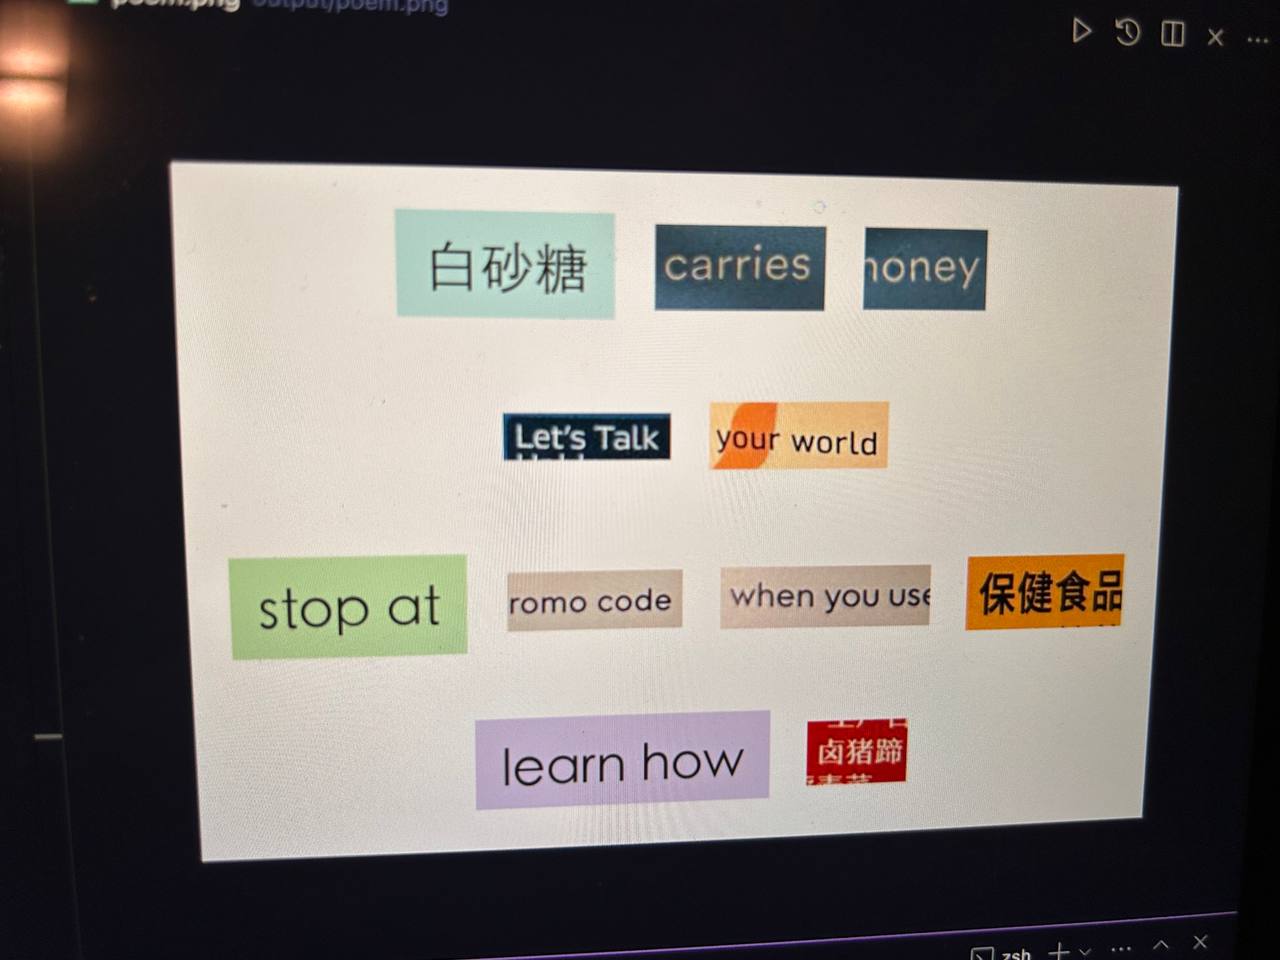 poem.png output/poem.png
白砂糖 carries honey
Let's Talk your world
stop at romo code when you use 保健食品
learn how 卤猪蹄
zsh